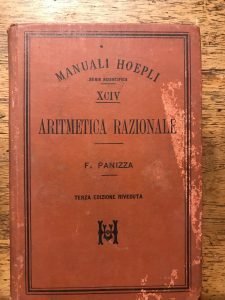 MANUALI HOEPLI
SERIE SCIENTIFICA
XCIV
ARITMETICA RAZIONALE
F. PANIZZA
TERZA EDIZIONE RIVEDUTA